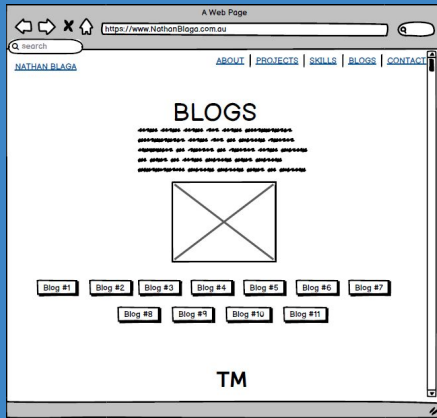 A Web Page
https://www.NathanBlaga.com.au
search
NATHAN BLAGA
ABOUT | PROJECTS | SKILLS | BLOGS | CONTACT
BLOGS
Blog #1 Blog #2 Blog #3 Blog #4 Blog #5 Blog #6 Blog #7
Blog #8 Blog #9 Blog #10 Blog #11
TM